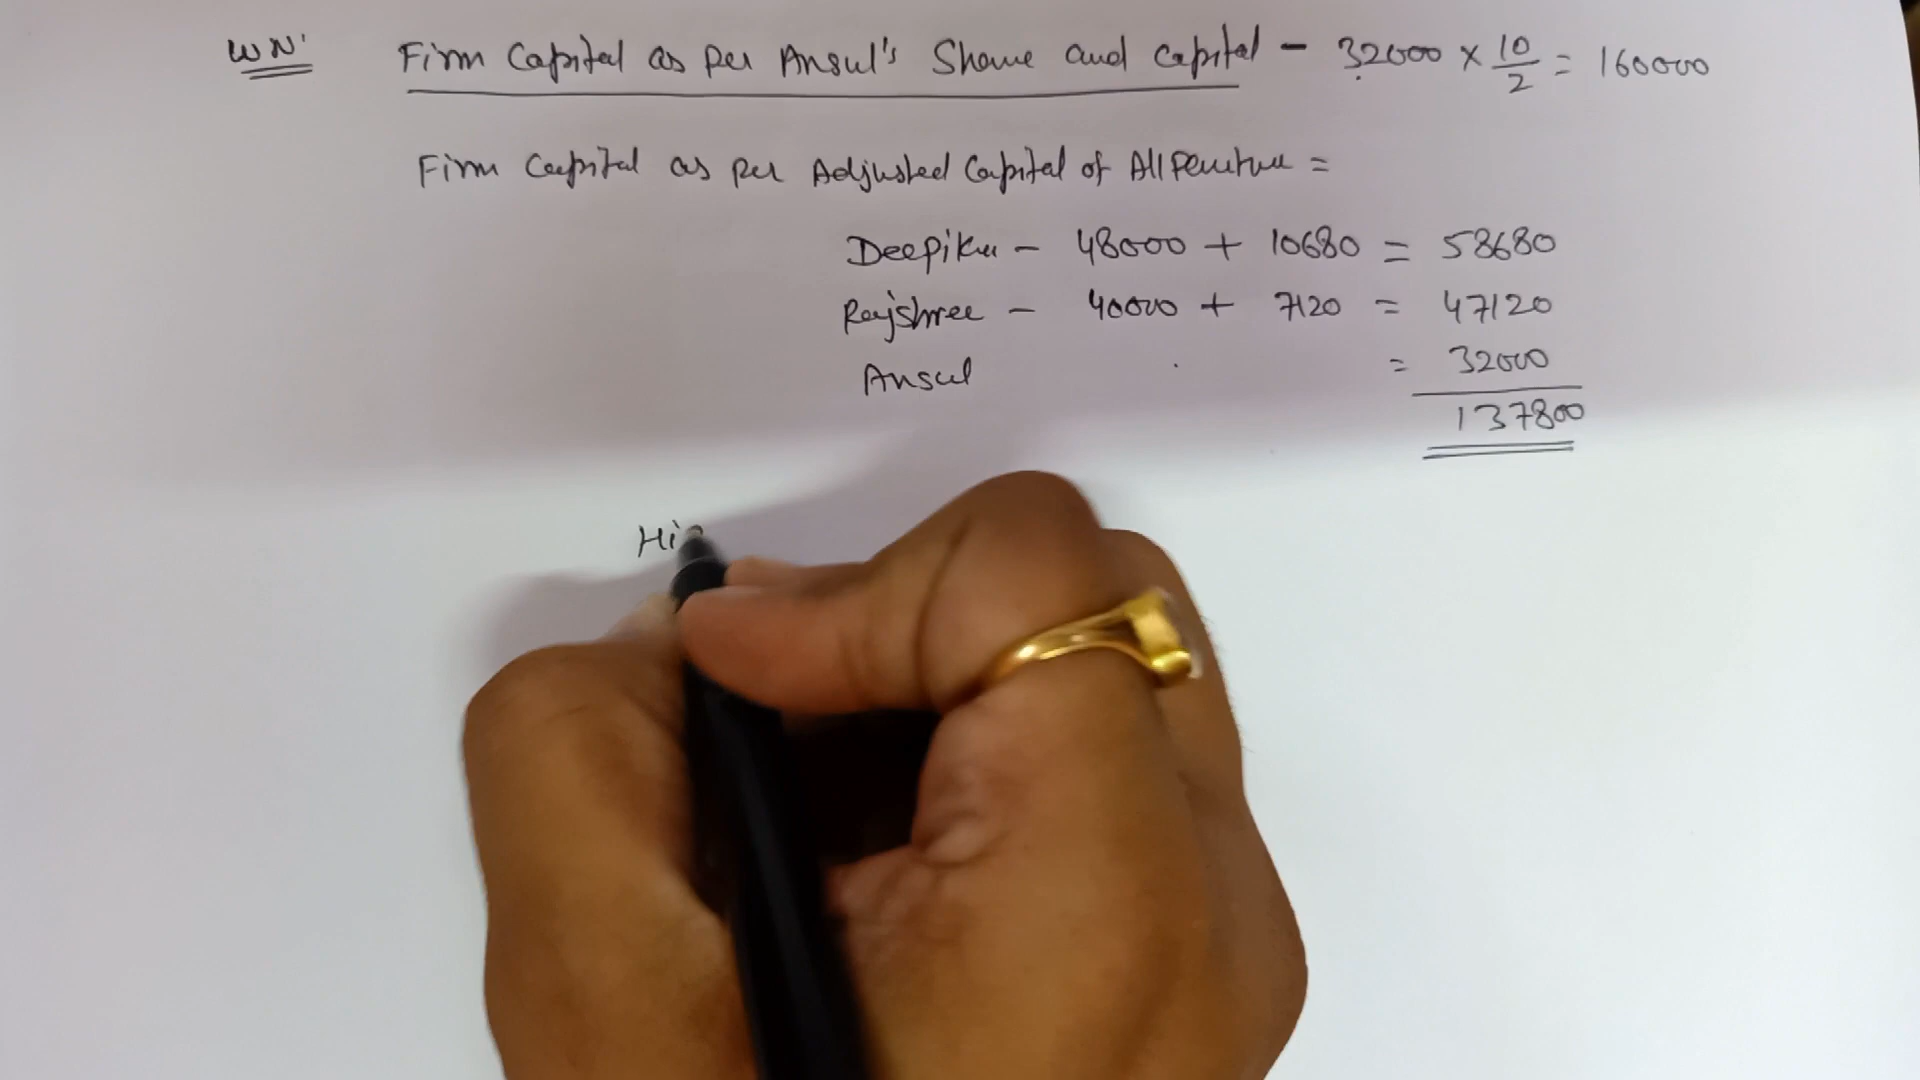 WN'
Firm Capital as per Ansul's Share and Capital - 32000 × 10/2 = 160000
Firm Capital as per Adjusted Capital of All =
Deepika - 48000 + 10680 = 58680
Rajshree - 40000 + 7120 = 47120
Ansul = 32000
137800
Hi